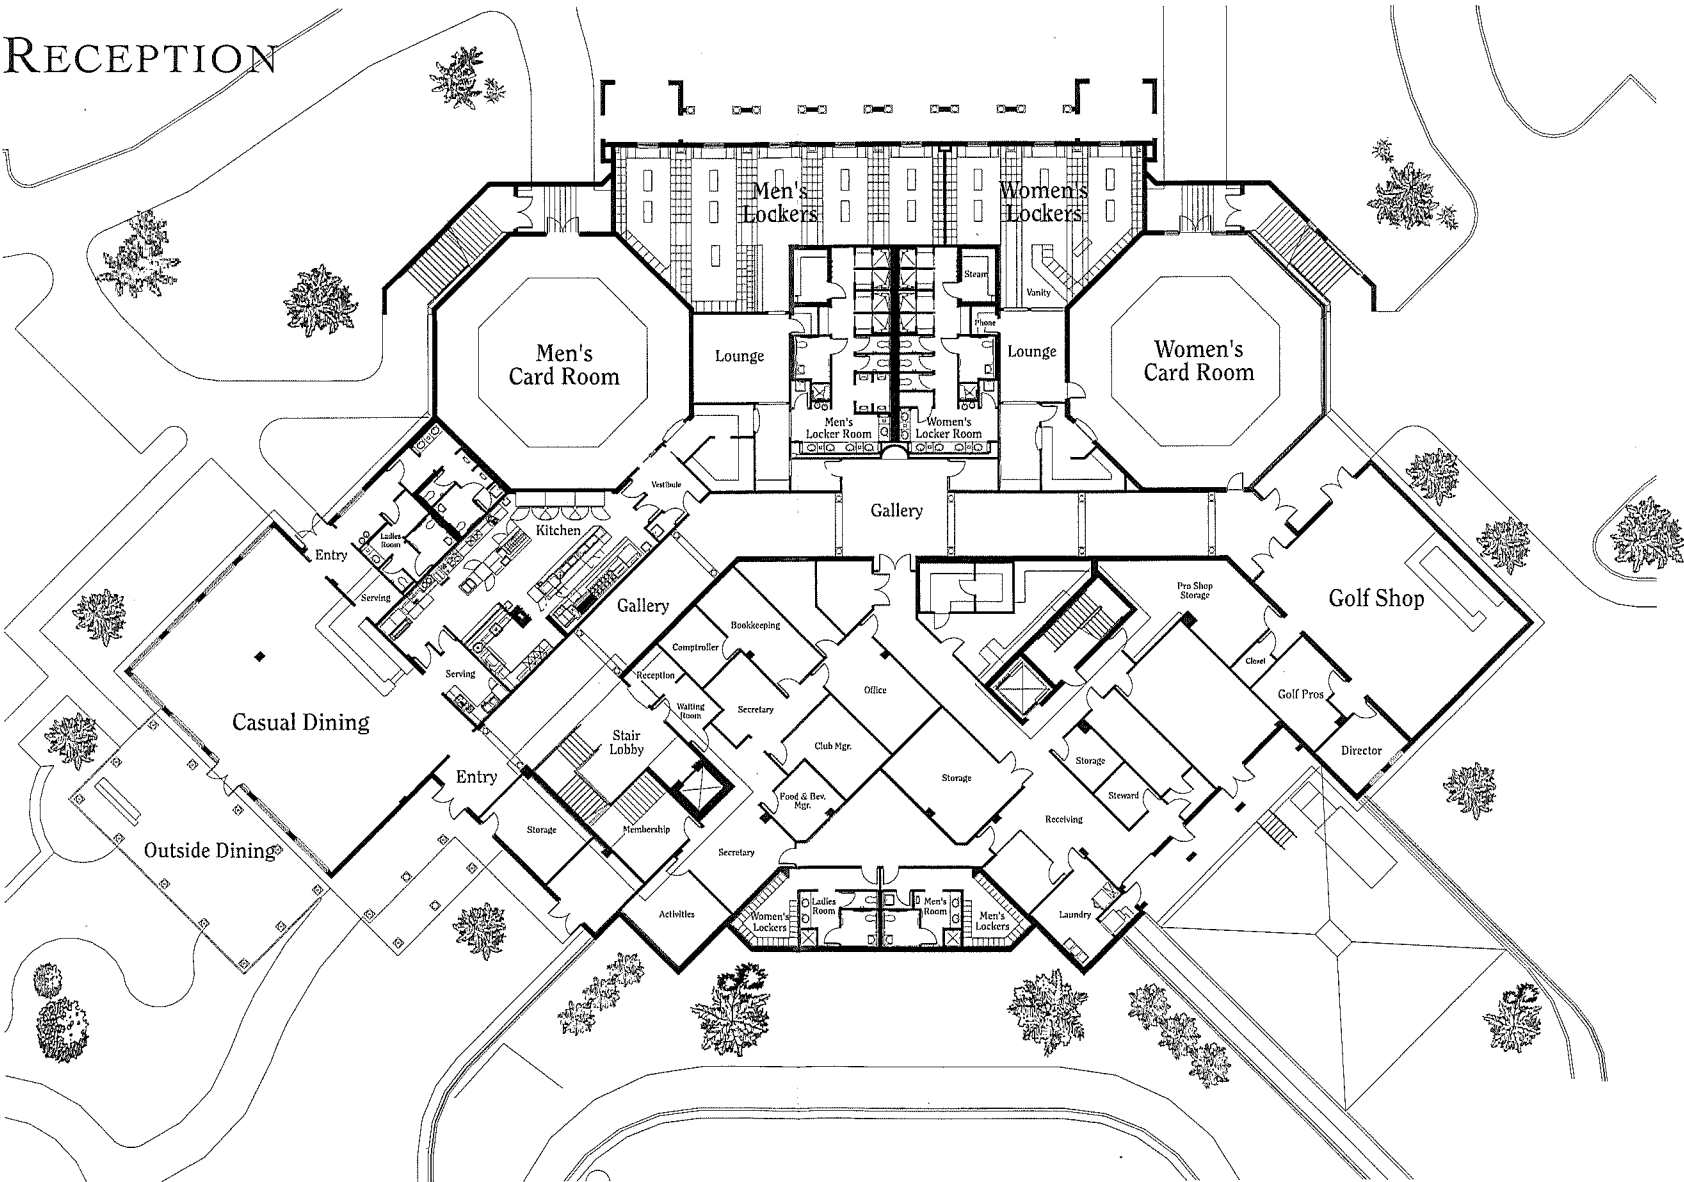 RECEPTION
Men's
Lockers
Women's
Lockers
Steam
Vanity
Phone
Men's
Card Room
Lounge
Lounge
Women's
Card Room
Men's
Locker Room
Women's
Locker Room
Vestibule
Gallery
Kitchen
Ladies
Room
Entry
Serving
Gallery
Pro Shop
Storage
Golf Shop
Bookkeeping
Comptroller
Reception
Serving
Closet
Office
Golf Pros
Secretary
Waiting
Room
Casual Dining
Stair
Lobby
Club Mgr.
Director
Storage
Entry
Storage
Food & Bev.
Mgr.
Steward
Receiving
Storage
Membership
Outside Dining
Secretary
Activities
Women's
Lockers
Ladies
Room
Men's
Room
Men's
Lockers
Laundry